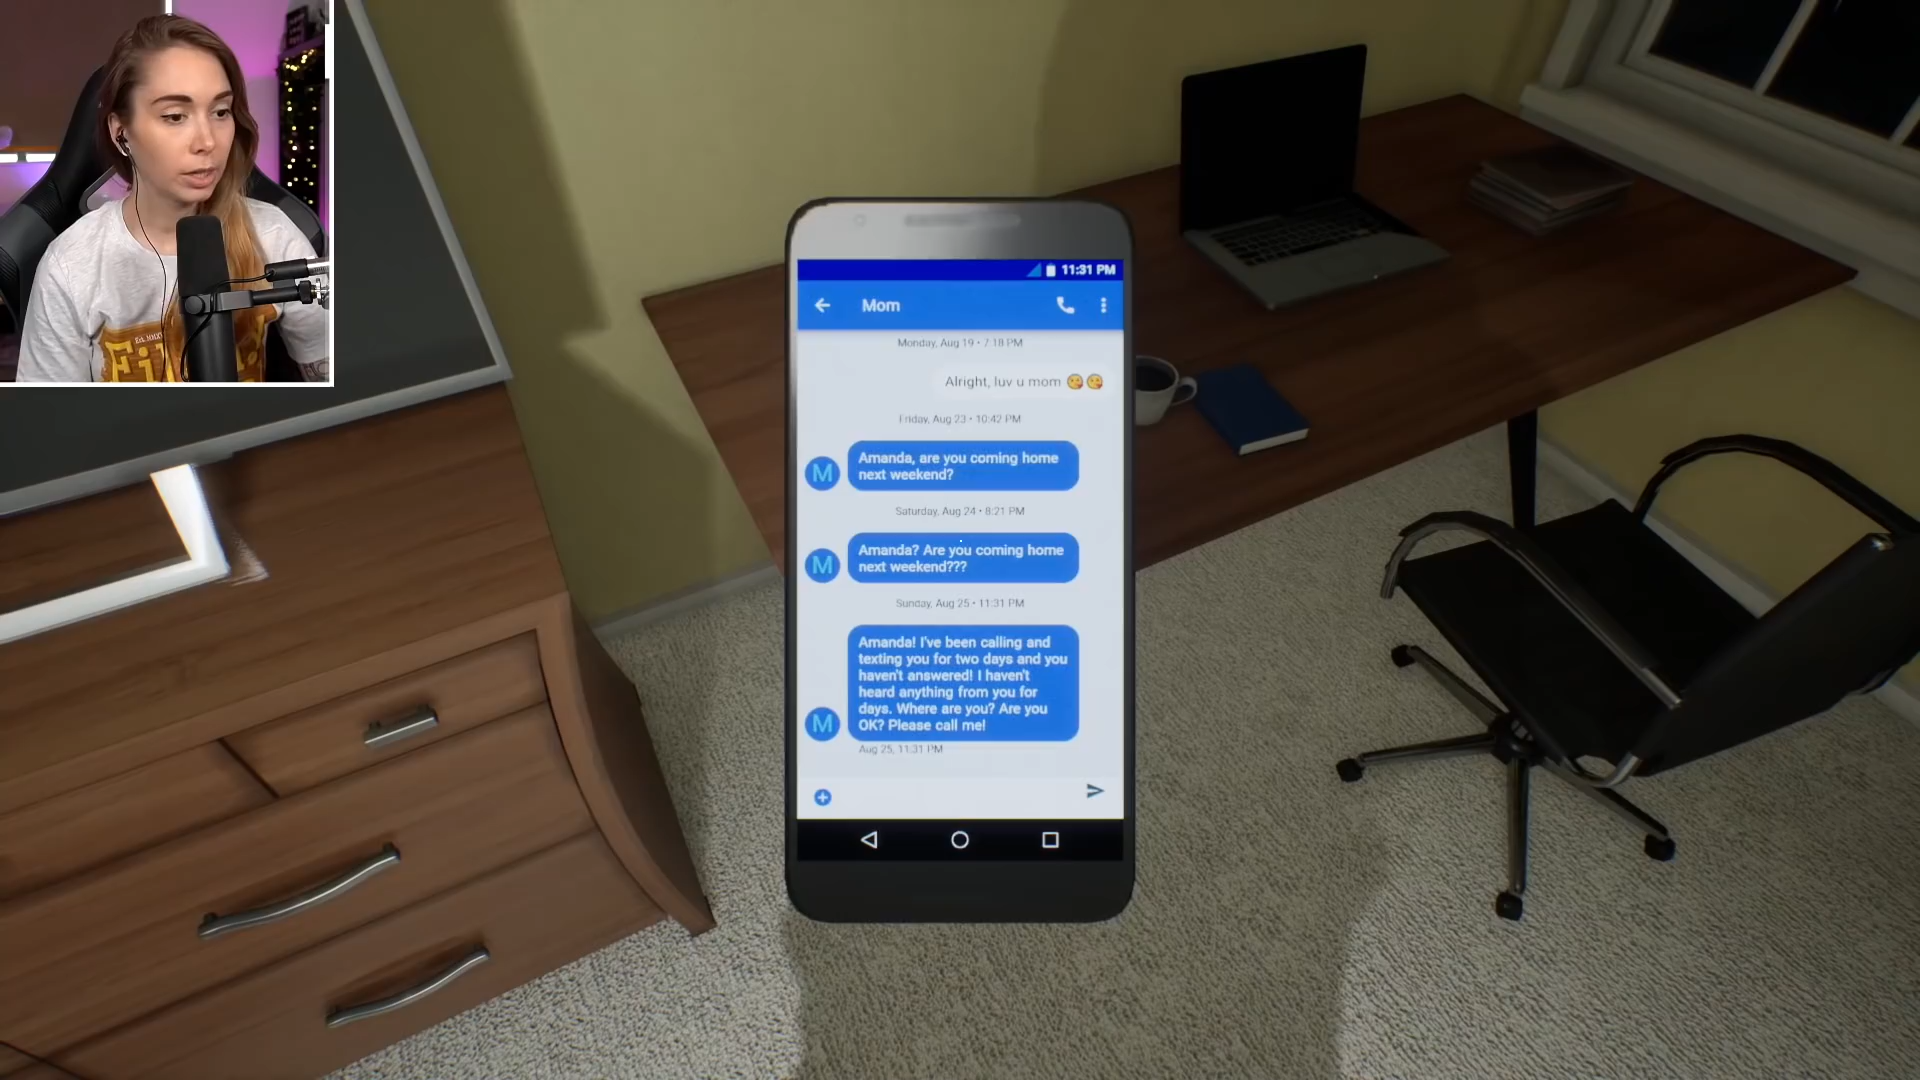 11:31 PM
Mom
Monday, Aug 19 • 7:18 PM
Alright, luv u mom 😘😘
Friday, Aug 23 • 10:42 PM
M
Amanda, are you coming home
next weekend?
Saturday, Aug 24 • 8:21 PM
M
Amanda? Are you coming home
next weekend???
Sunday, Aug 25 • 11:31 PM
Amanda! I've been calling and
texting you for two days and you
haven't answered! I haven't
heard anything from you for
days. Where are you? Are you
OK? Please call me!
M
Aug 25, 11:31 PM